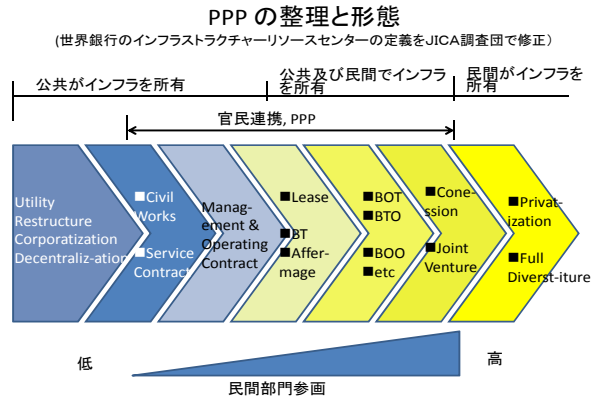 PPP の整理と形態
(世界銀行のインフラストラクチャーリソースセンターの定義をJICA調査団で修正）
公共がインフラを所有
公共及び民間でインフラ
を所有
民間がインフラを
所有
官民連携, PPP
Utility
Restructure
Corporatization
Decentraliz-ation
■Civil
Works
■Service
Contract
Manag-
ement &
Operating
Contract
■Lease
■BT
■Affer-
mage
■BOT
■BTO
■BOO
■etc
■Cone-
ssion
■Joint
Venture
■Privat-
ization
■Full
Diverst-iture
低
高
民間部門参画